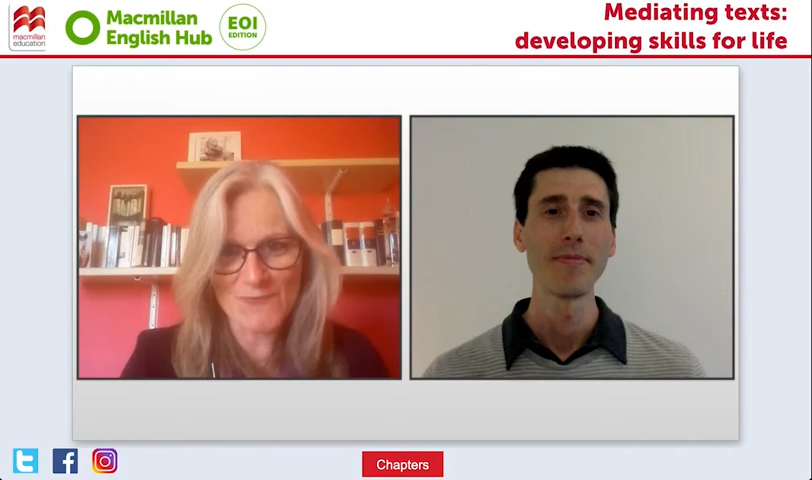 macmillan
education
Macmillan
English Hub
EOI
EDITION
Mediating texts:
developing skills for life
Chapters